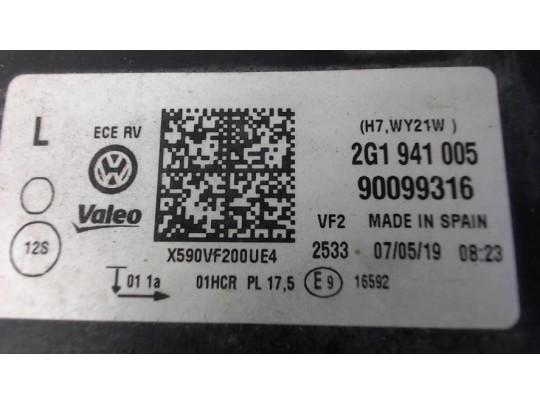 L ECE RV (H7,WY21W )
2G1 941 005
Valeo 90099316
12S VF2 MADE IN SPAIN
X590VF200UE4 2533 07/05/19 08:23
01 1a 01HCR PL 17,5 E9 16592